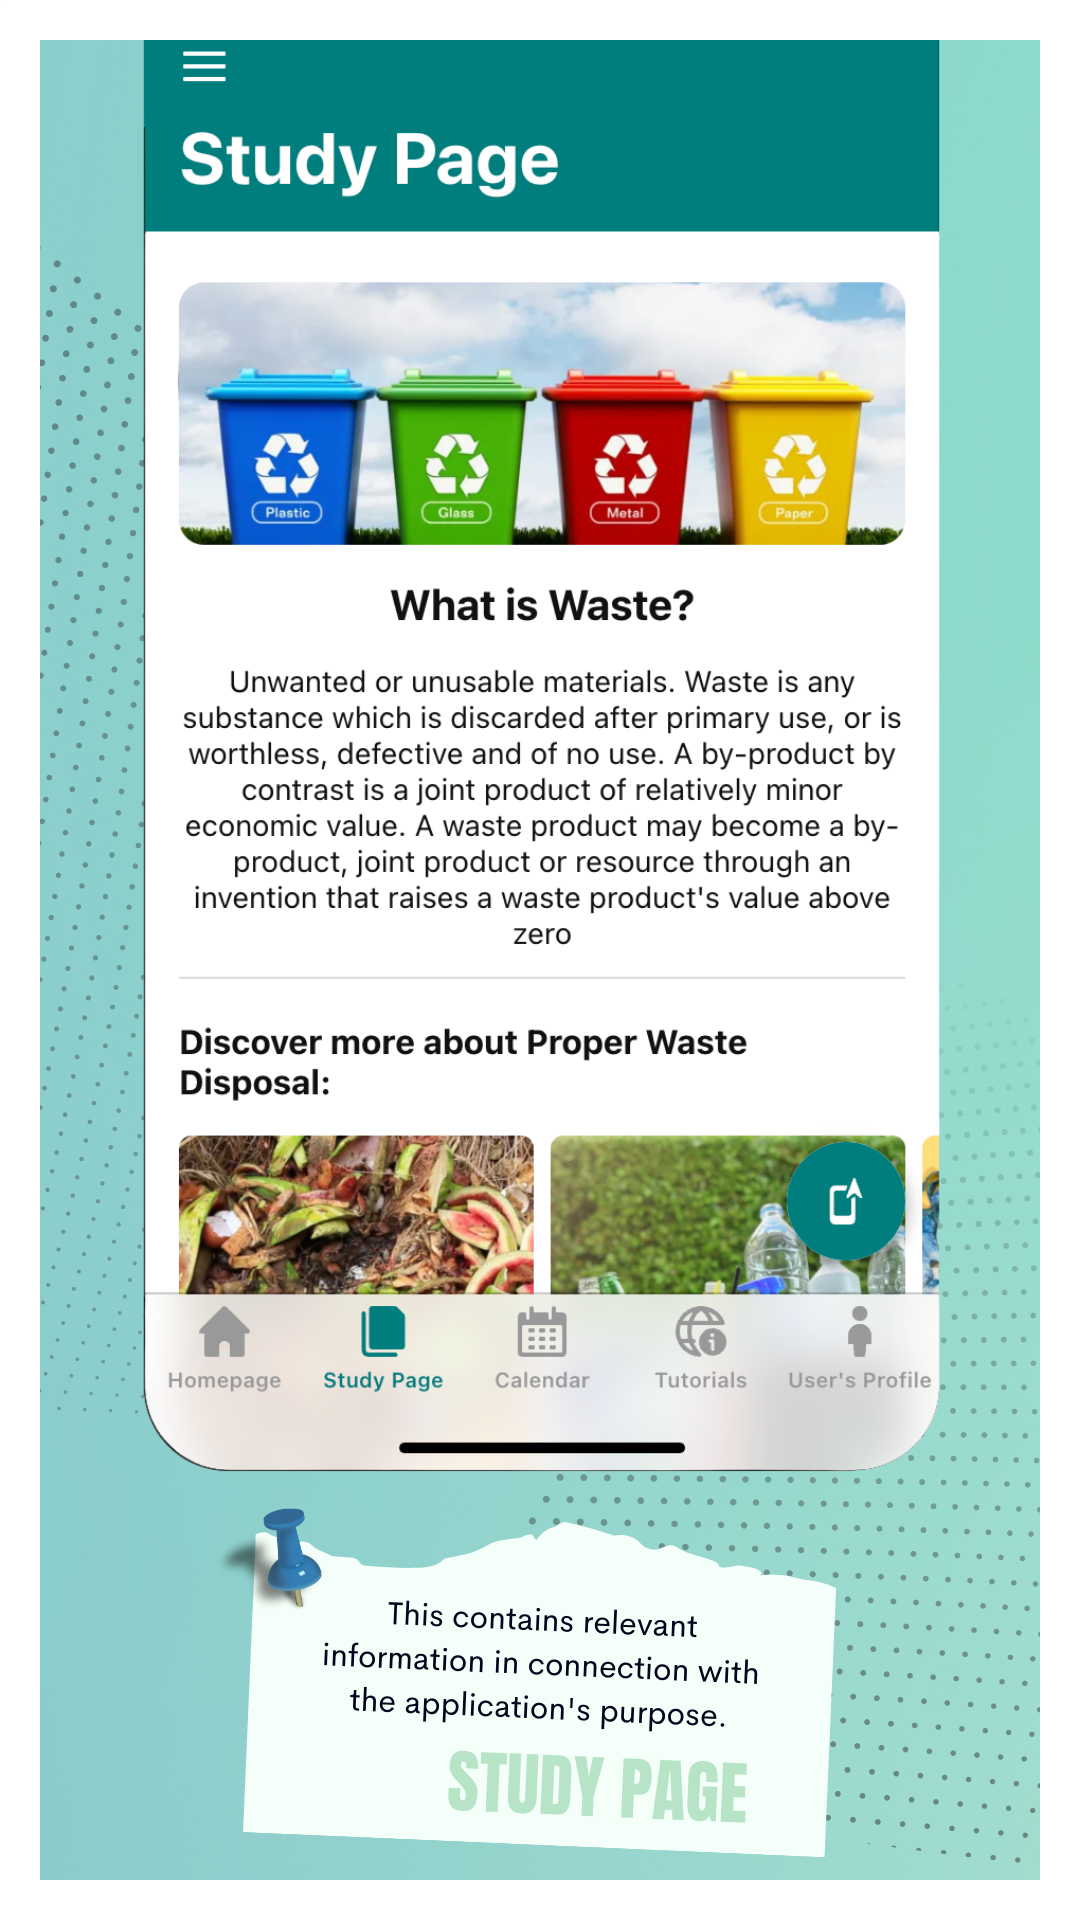 Study Page
Plastic
Glass
Metal
Paper
What is Waste?
Unwanted or unusable materials. Waste is any
substance which is discarded after primary use, or is
worthless, defective and of no use. A by-product by
contrast is a joint product of relatively minor
economic value. A waste product may become a by-
product, joint product or resource through an
invention that raises a waste product's value above
zero
Discover more about Proper Waste
Disposal:
Homepage
Study Page
Calendar
Tutorials
User's Profile
This contains relevant
information in connection with
the application's purpose.
STUDY PAGE